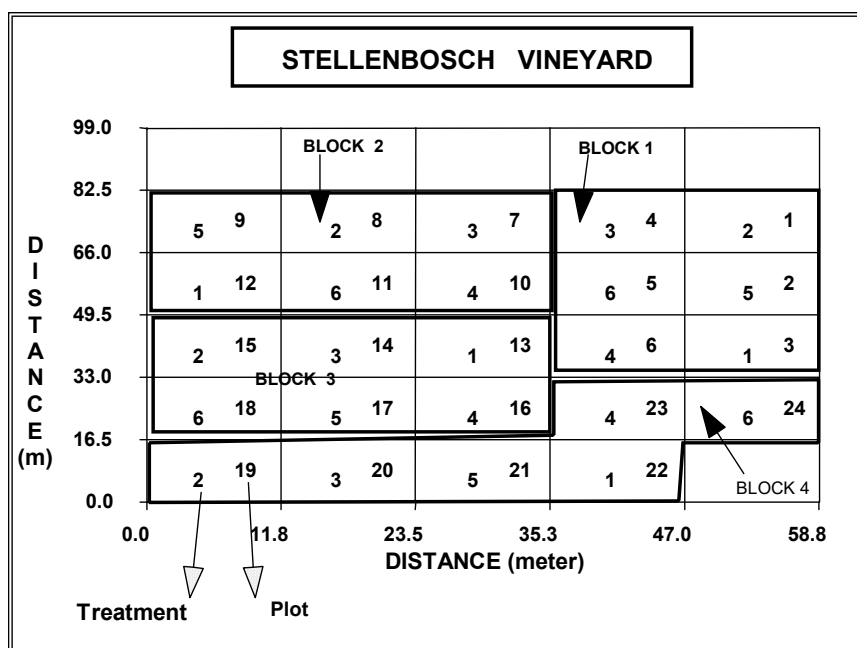 STELLENBOSCH VINEYARD
99.0
BLOCK 2 BLOCK 1
82.5
5 9 2 8 3 7 3 4 2 1
66.0
1 12 6 11 4 10 6 5 5 2
49.5
2 15 3 14 1 13 4 6 1 3
33.0
BLOCK 3
6 18 5 17 4 16 4 23 6 24
16.5
2 19 3 20 5 21 1 22
BLOCK 4
0.0
0.0 11.8 23.5 35.3 47.0 58.8
DISTANCE (m)
DISTANCE (meter)
Treatment Plot